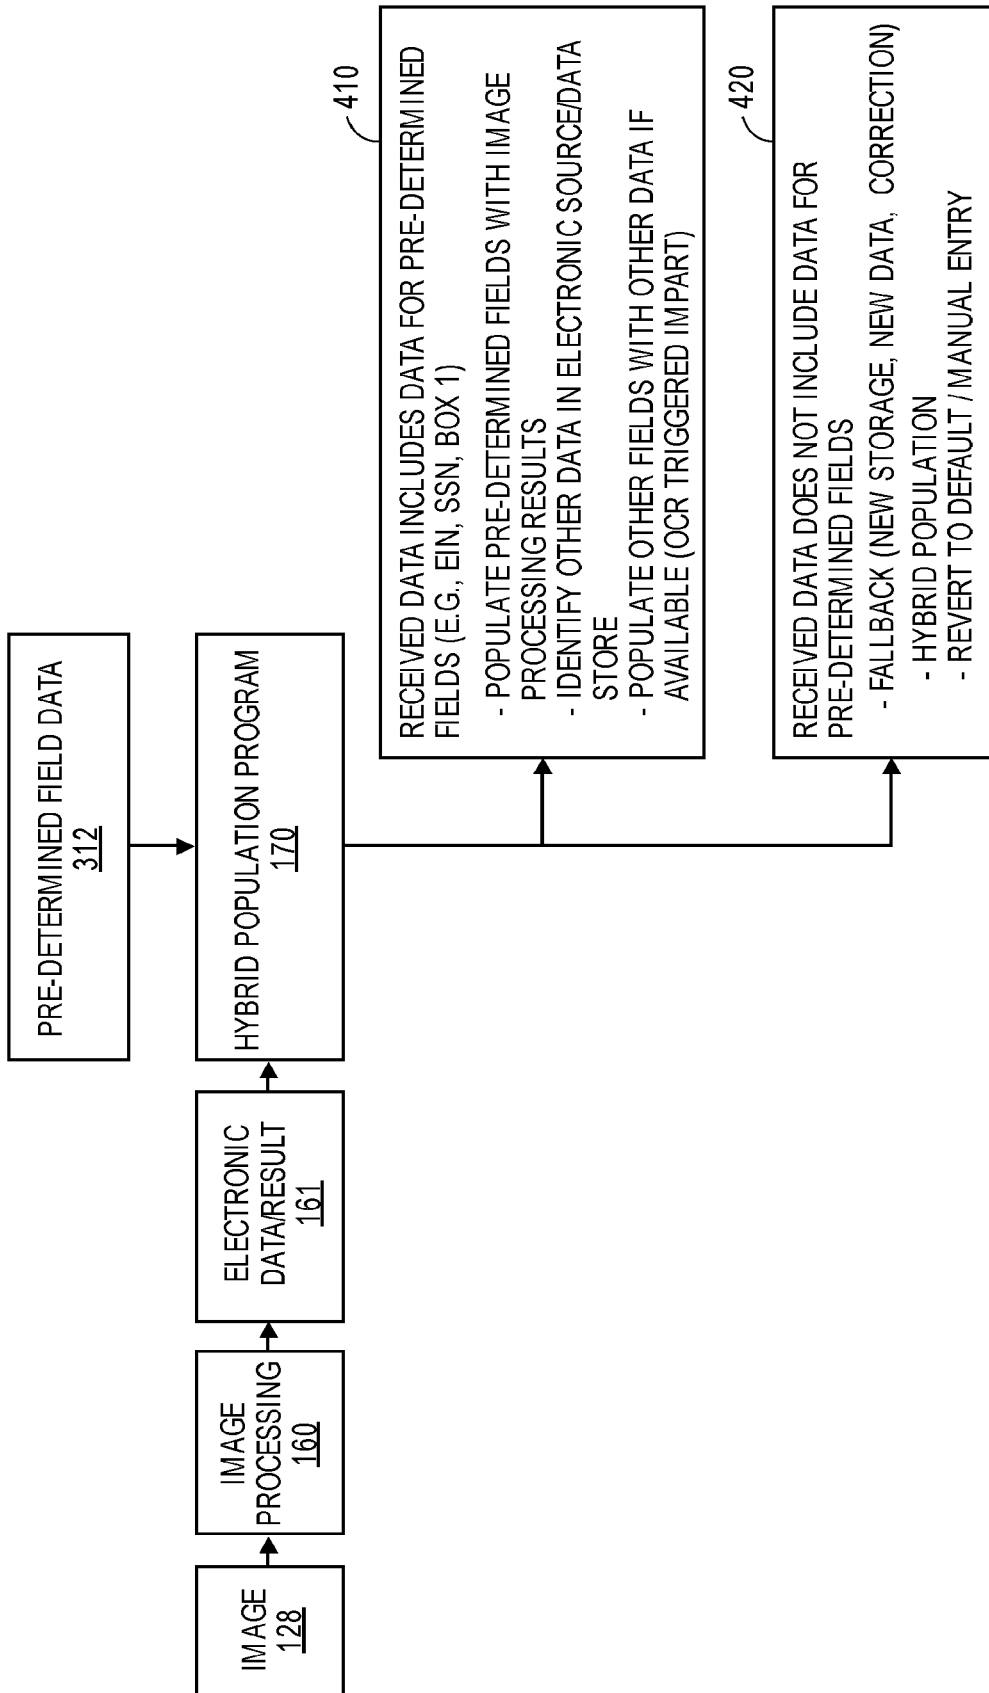 PRE-DETERMINED FIELD DATA
312
IMAGE
128
IMAGE
PROCESSING
160
ELECTRONIC
DATA/RESULT
161
HYBRID POPULATION PROGRAM
170
410
RECEIVED DATA INCLUDES DATA FOR PRE-DETERMINED
FIELDS (E.G., EIN, SSN, BOX 1)
- POPULATE PRE-DETERMINED FIELDS WITH IMAGE
PROCESSING RESULTS
- IDENTIFY OTHER DATA IN ELECTRONIC SOURCE/DATA
STORE
- POPULATE OTHER FIELDS WITH OTHER DATA IF
AVAILABLE (OCR TRIGGERED IMPART)
420
RECEIVED DATA DOES NOT INCLUDE DATA FOR
PRE-DETERMINED FIELDS
- FALLBACK (NEW STORAGE, NEW DATA, CORRECTION)
- HYBRID POPULATION
- REVERT TO DEFAULT / MANUAL ENTRY